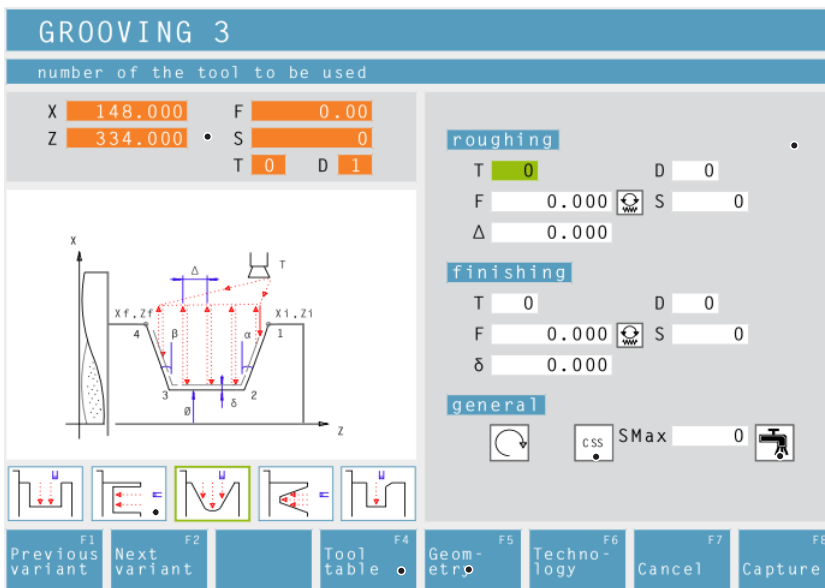 GROOVING 3
number of the tool to be used
X 148.000 F 0.00
Z 334.000 S 0
T 0 D 1
roughing
T 0 D 0
F 0.000 S 0
Δ 0.000
finishing
T 0 D 0
F 0.000 S 0
δ 0.000
general
CSS SMax 0
X
Δ T
Xf,Zf Xi,Zi
4 β α 1
3 2
Ø δ
Z
F1 F2 F4 F5 F6 F7 F8
Previous Next Tool Geom- Techno-
variant variant table etry logy Cancel Capture